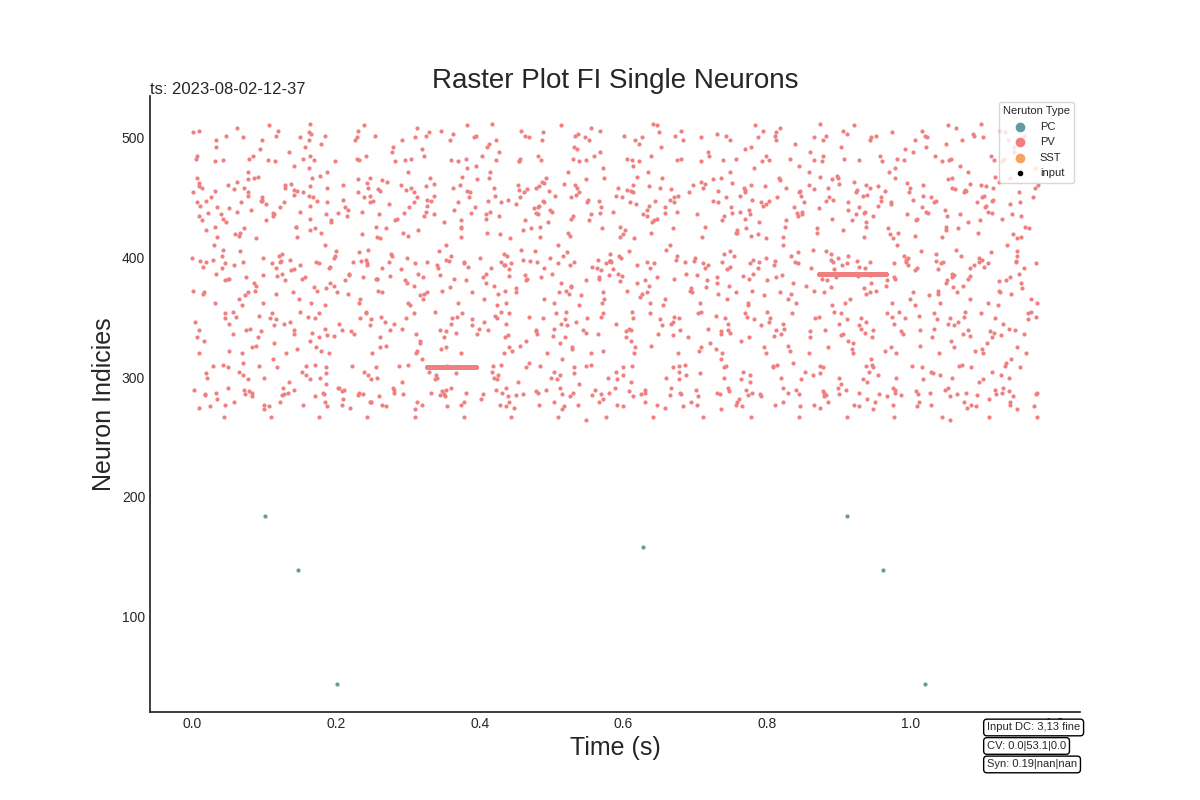 Raster Plot FI Single Neurons
ts: 2023-08-02-12-37
Neruton Type
PC
PV
SST
input
Neuron Indicies
500
400
300
200
100
0.0 0.2 0.4 0.6 0.8 1.0
Time (s)
Input DC: 3,13 fine
CV: 0.0|53.1|0.0
Syn: 0.19|nan|nan